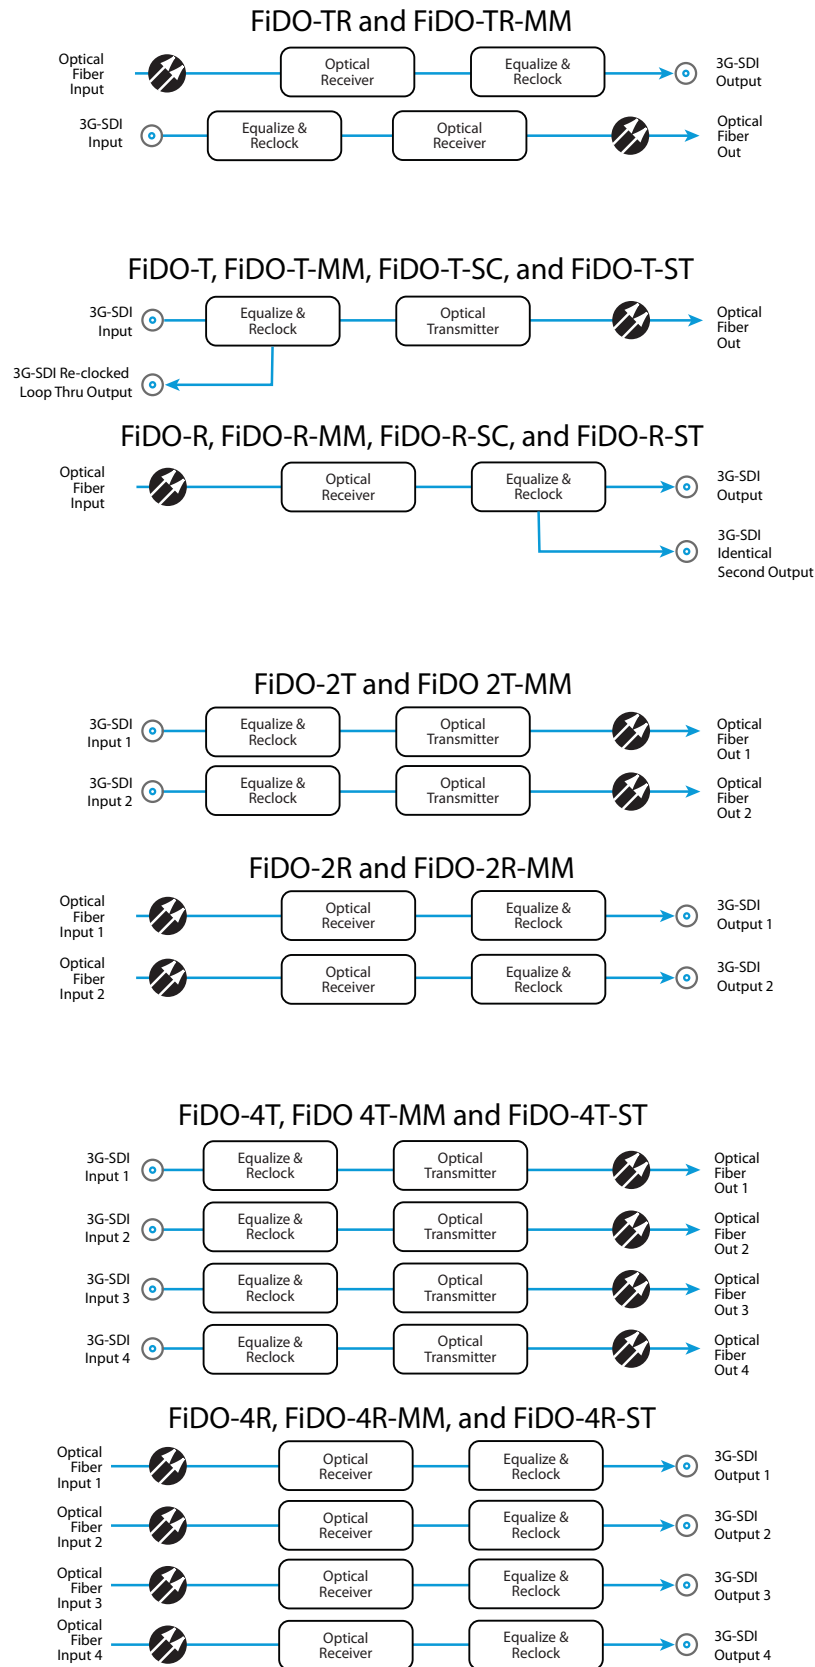 FiDO-TR and FiDO-TR-MM
Optical
Fiber
Input
Optical
Receiver
Equalize &
Reclock
3G-SDI
Output
3G-SDI
Input
Equalize &
Reclock
Optical
Receiver
Optical
Fiber
Out
FiDO-T, FiDO-T-MM, FiDO-T-SC, and FiDO-T-ST
3G-SDI
Input
Equalize &
Reclock
Optical
Transmitter
Optical
Fiber
Out
3G-SDI Re-clocked
Loop Thru Output
FiDO-R, FiDO-R-MM, FiDO-R-SC, and FiDO-R-ST
Optical
Fiber
Input
Optical
Receiver
Equalize &
Reclock
3G-SDI
Output
3G-SDI
Identical
Second Output
FiDO-2T and FiDO 2T-MM
3G-SDI
Input 1
Equalize &
Reclock
Optical
Transmitter
Optical
Fiber
Out 1
3G-SDI
Input 2
Equalize &
Reclock
Optical
Transmitter
Optical
Fiber
Out 2
FiDO-2R and FiDO-2R-MM
Optical
Fiber
Input 1
Optical
Receiver
Equalize &
Reclock
3G-SDI
Output 1
Optical
Fiber
Input 2
Optical
Receiver
Equalize &
Reclock
3G-SDI
Output 2
FiDO-4T, FiDO 4T-MM and FiDO-4T-ST
3G-SDI
Input 1
Equalize &
Reclock
Optical
Transmitter
Optical
Fiber
Out 1
3G-SDI
Input 2
Equalize &
Reclock
Optical
Transmitter
Optical
Fiber
Out 2
3G-SDI
Input 3
Equalize &
Reclock
Optical
Transmitter
Optical
Fiber
Out 3
3G-SDI
Input 4
Equalize &
Reclock
Optical
Transmitter
Optical
Fiber
Out 4
FiDO-4R, FiDO-4R-MM, and FiDO-4R-ST
Optical
Fiber
Input 1
Optical
Receiver
Equalize &
Reclock
3G-SDI
Output 1
Optical
Fiber
Input 2
Optical
Receiver
Equalize &
Reclock
3G-SDI
Output 2
Optical
Fiber
Input 3
Optical
Receiver
Equalize &
Reclock
3G-SDI
Output 3
Optical
Fiber
Input 4
Optical
Receiver
Equalize &
Reclock
3G-SDI
Output 4